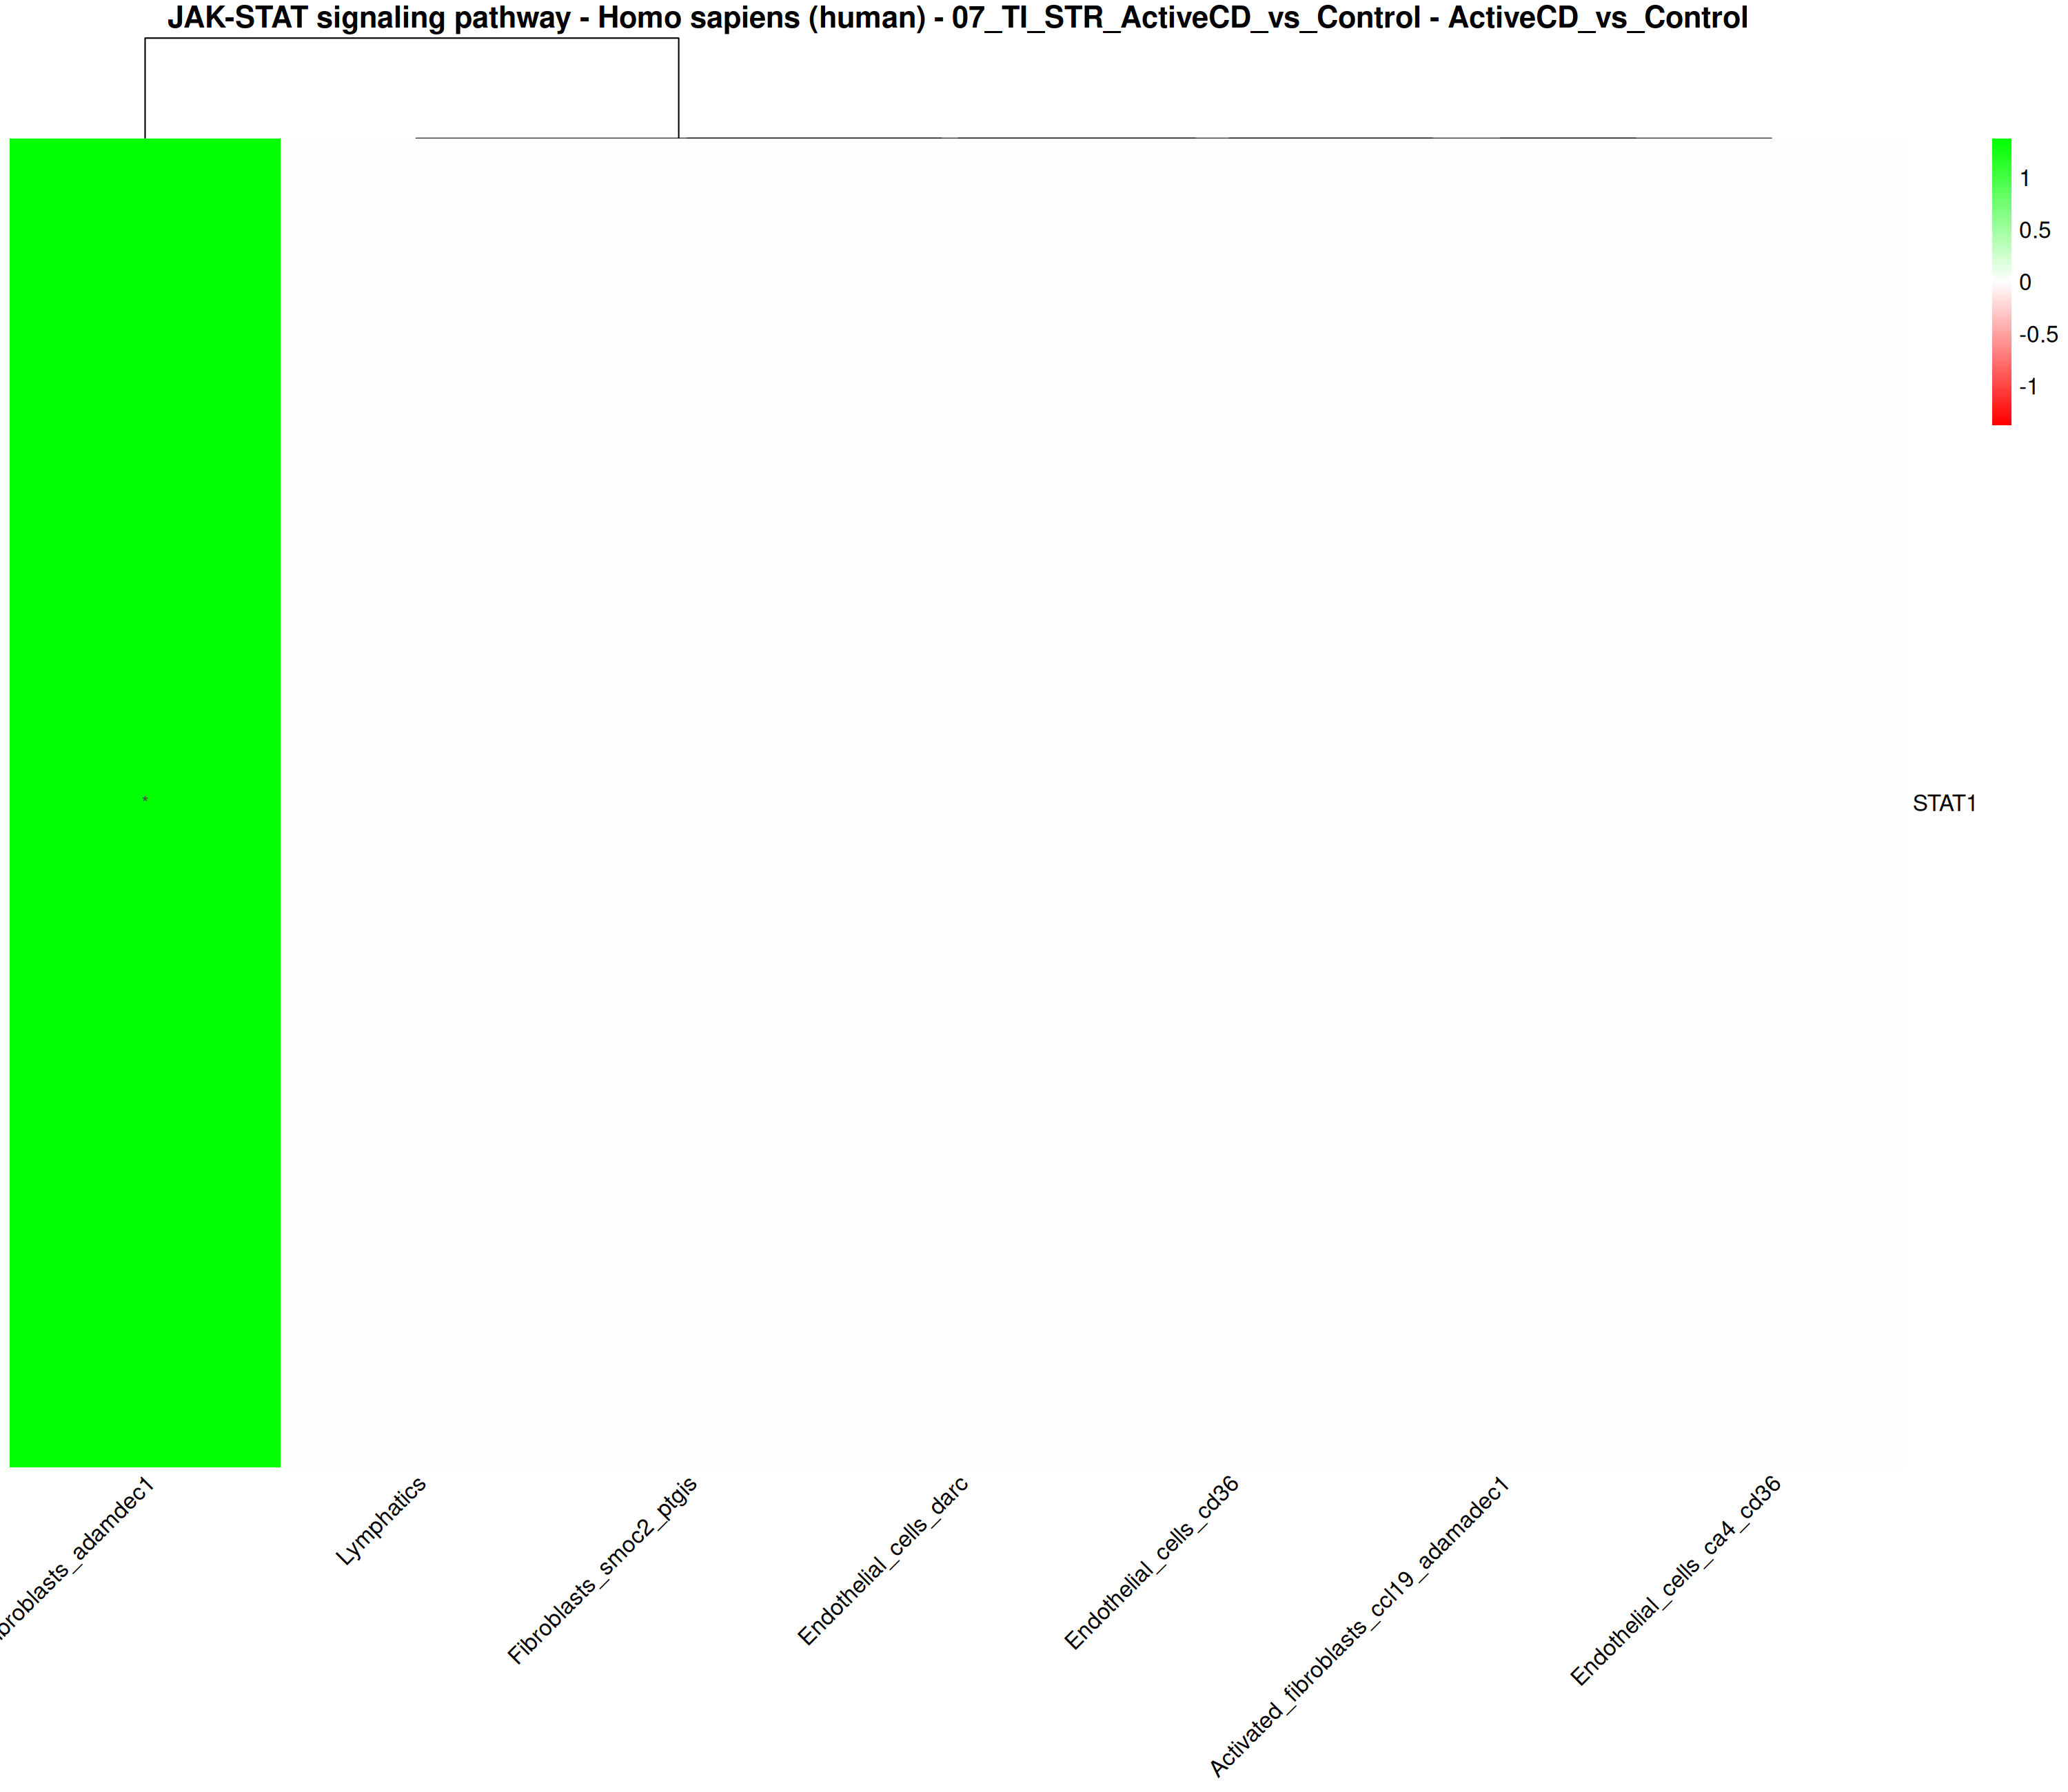 JAK-STAT signaling pathway - Homo sapiens (human) - 07_TI_STR_ActiveCD_vs_Control - ActiveCD_vs_Control
1
0.5
0
-0.5
-1
*
STAT1
broblasts_adamdec1
Lymphatics
Fibroblasts_smoc2_ptgis
Endothelial_cells_darc
Endothelial_cells_cd36
Activated_fibroblasts_ccl19_adamadec1
Endothelial_cells_ca4_cd36